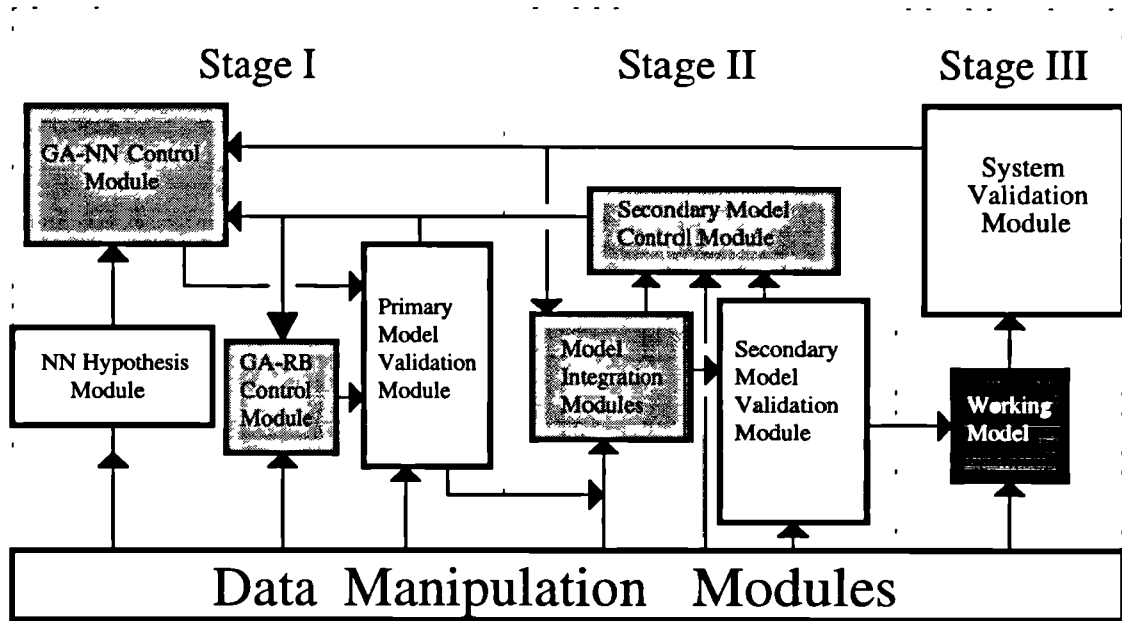 Stage I
Stage II
Stage III
GA-NN Control
Module
System
Validation
Module
Secondary Model
Control Module
Primary
Model
Validation
Module
NN Hypothesis
Module
GA-RB
Control
Module
Model
Integration
Modules
Secondary
Model
Validation
Module
Working
Model
Data Manipulation Modules